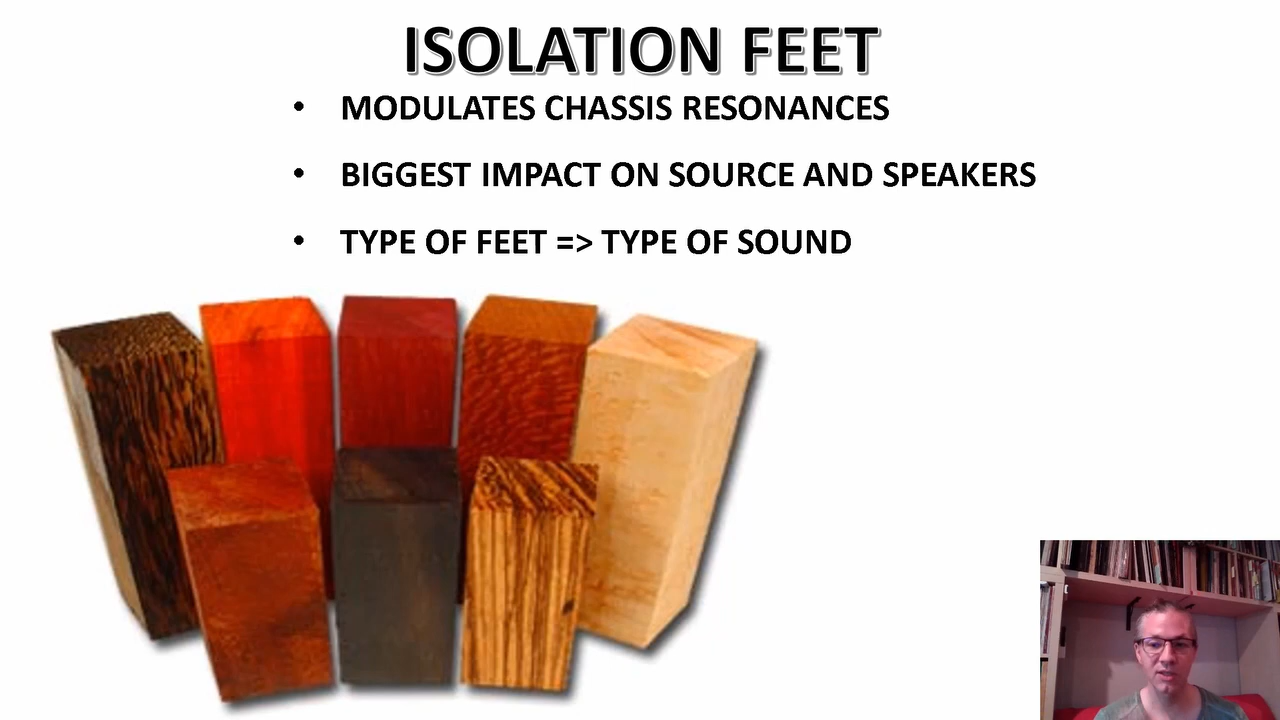 ISOLATION FEET
• MODULATES CHASSIS RESONANCES
• BIGGEST IMPACT ON SOURCE AND SPEAKERS
• TYPE OF FEET => TYPE OF SOUND